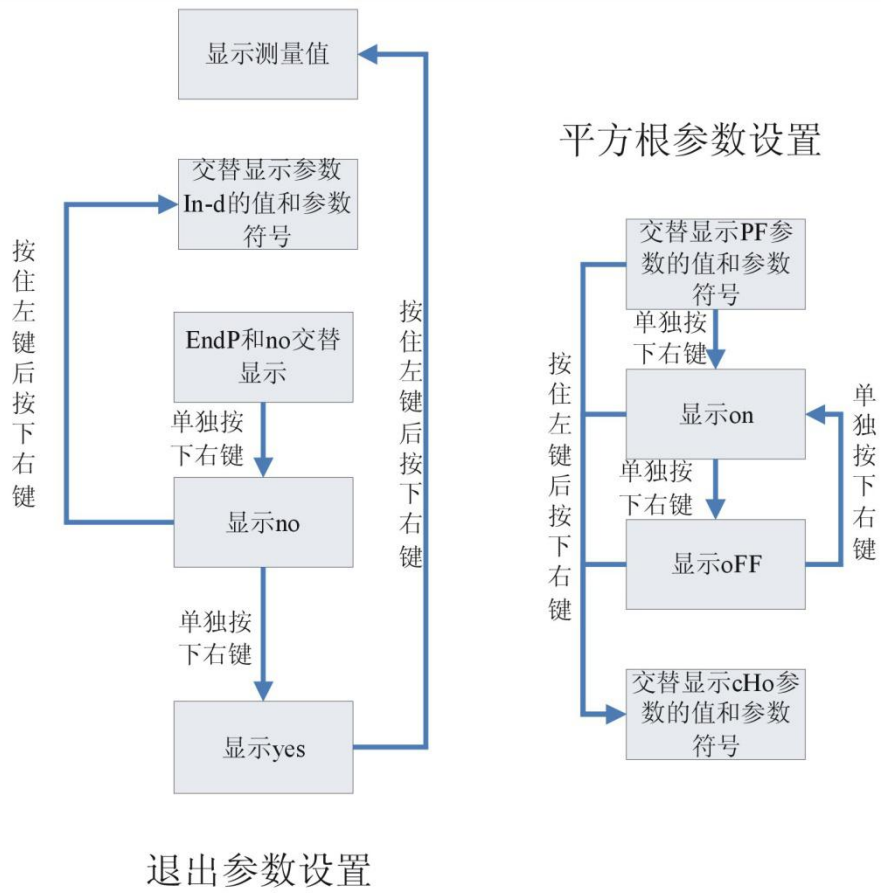 显示测量值
交替显示参数
In-d的值和参数
符号
按住左键后按下右键
EndP和no交替
显示
单独按
下右键
显示no
单独按
下右键
显示yes
按住左键后按下右键
退出参数设置
平方根参数设置
交替显示PF参
数的值和参数
符号
单独按
下右键
显示on
单独按
下右键
显示oFF
单独按下右键
按住左键后按下右键
交替显示cHo参
数的值和参数
符号